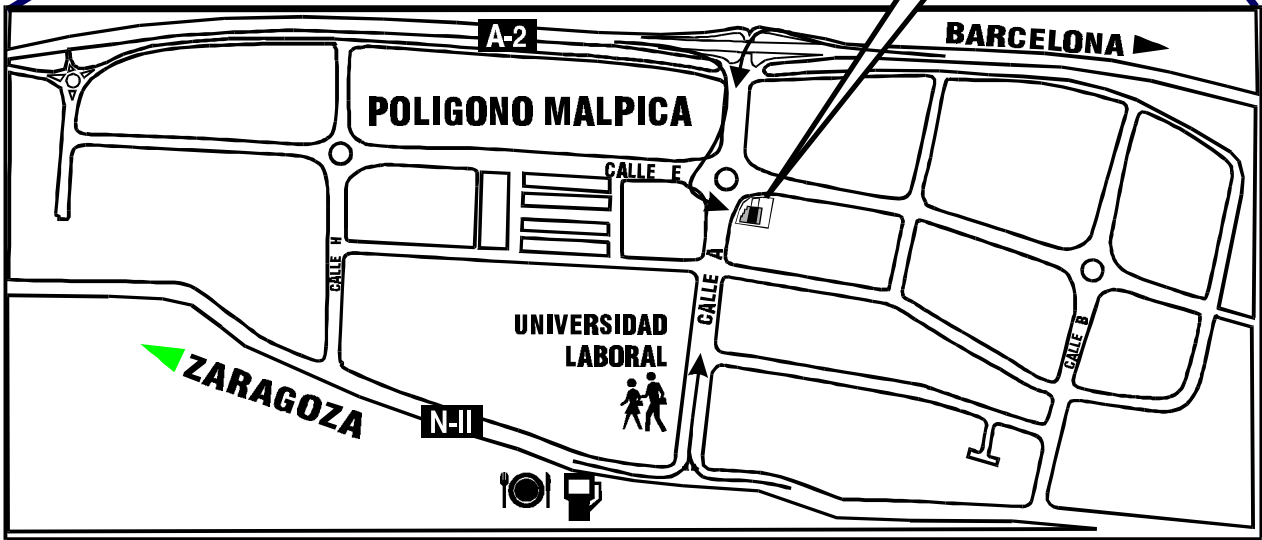 A-2
BARCELONA
POLIGONO MALPICA
CALLE E
CALLE H
CALLE A
UNIVERSIDAD
LABORAL
CALLE B
ZARAGOZA
N-II